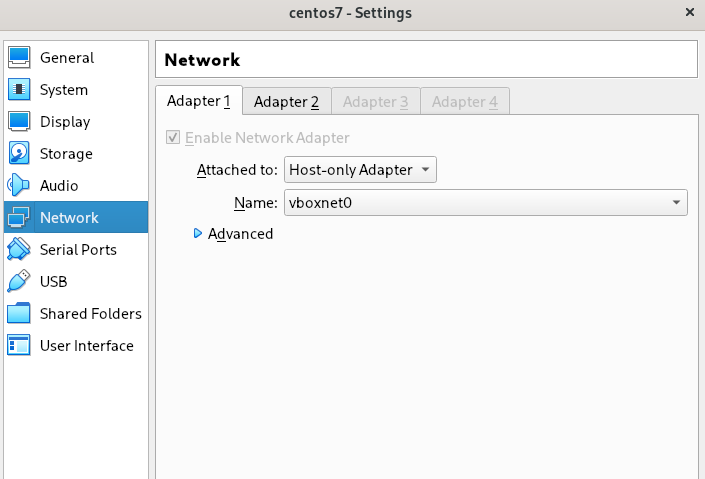 centos7 - Settings
General
System
Display
Storage
Audio
Network
Serial Ports
USB
Shared Folders
User Interface
Network
Adapter 1 Adapter 2 Adapter 3 Adapter 4
Enable Network Adapter
Attached to: Host-only Adapter
Name: vboxnet0
Advanced